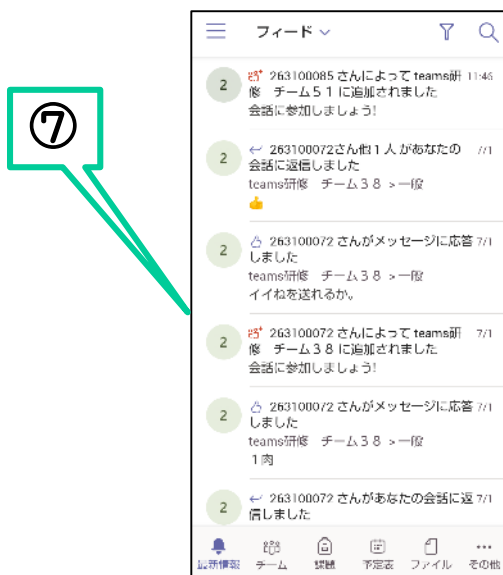 ⑦
フィード
2
263100085 さんによって teams研 11:46
修 チーム５１に追加されました
会話に参加しましょう!
2
263100072さん他１人があなたの 7/1
会話に返信しました
teams研修 チーム３８ > 一般
2
263100072 さんがメッセージに応答 7/1
しました
teams研修 チーム３８ > 一般
イイねを送れるか。
2
263100072 さんによって teams研 7/1
修 チーム３８に追加されました
会話に参加しましょう!
2
263100072 さんがメッセージに応答 7/1
しました
teams研修 チーム３８ > 一般
１肉
2
263100072 さんがあなたの会話に返 7/1
信しました
最新情報 チーム 課題 予定表 ファイル その他